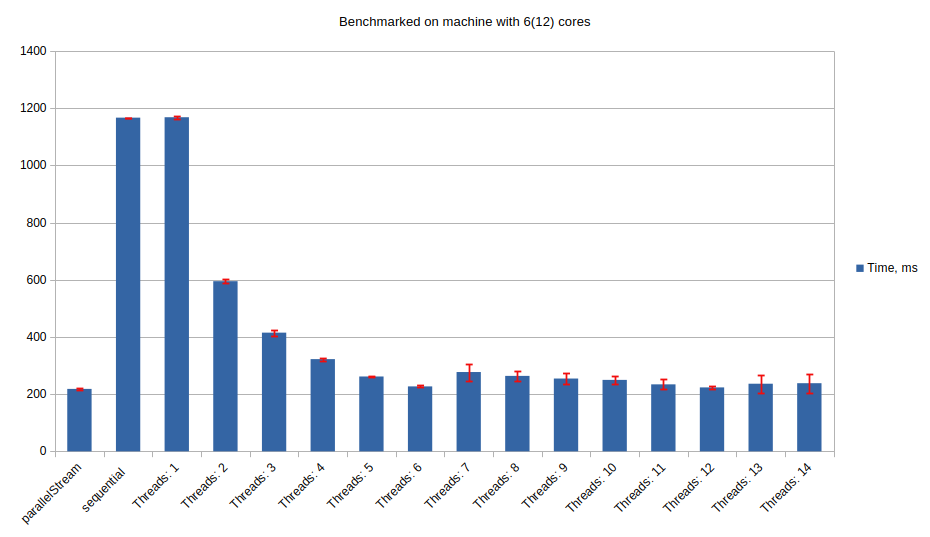 Benchmarked on machine with 6(12) cores
1400
1200
1000
800
600
400
200
0
Time, ms
parallelStream
sequential
Threads: 1
Threads: 2
Threads: 3
Threads: 4
Threads: 5
Threads: 6
Threads: 7
Threads: 8
Threads: 9
Threads: 10
Threads: 11
Threads: 12
Threads: 13
Threads: 14